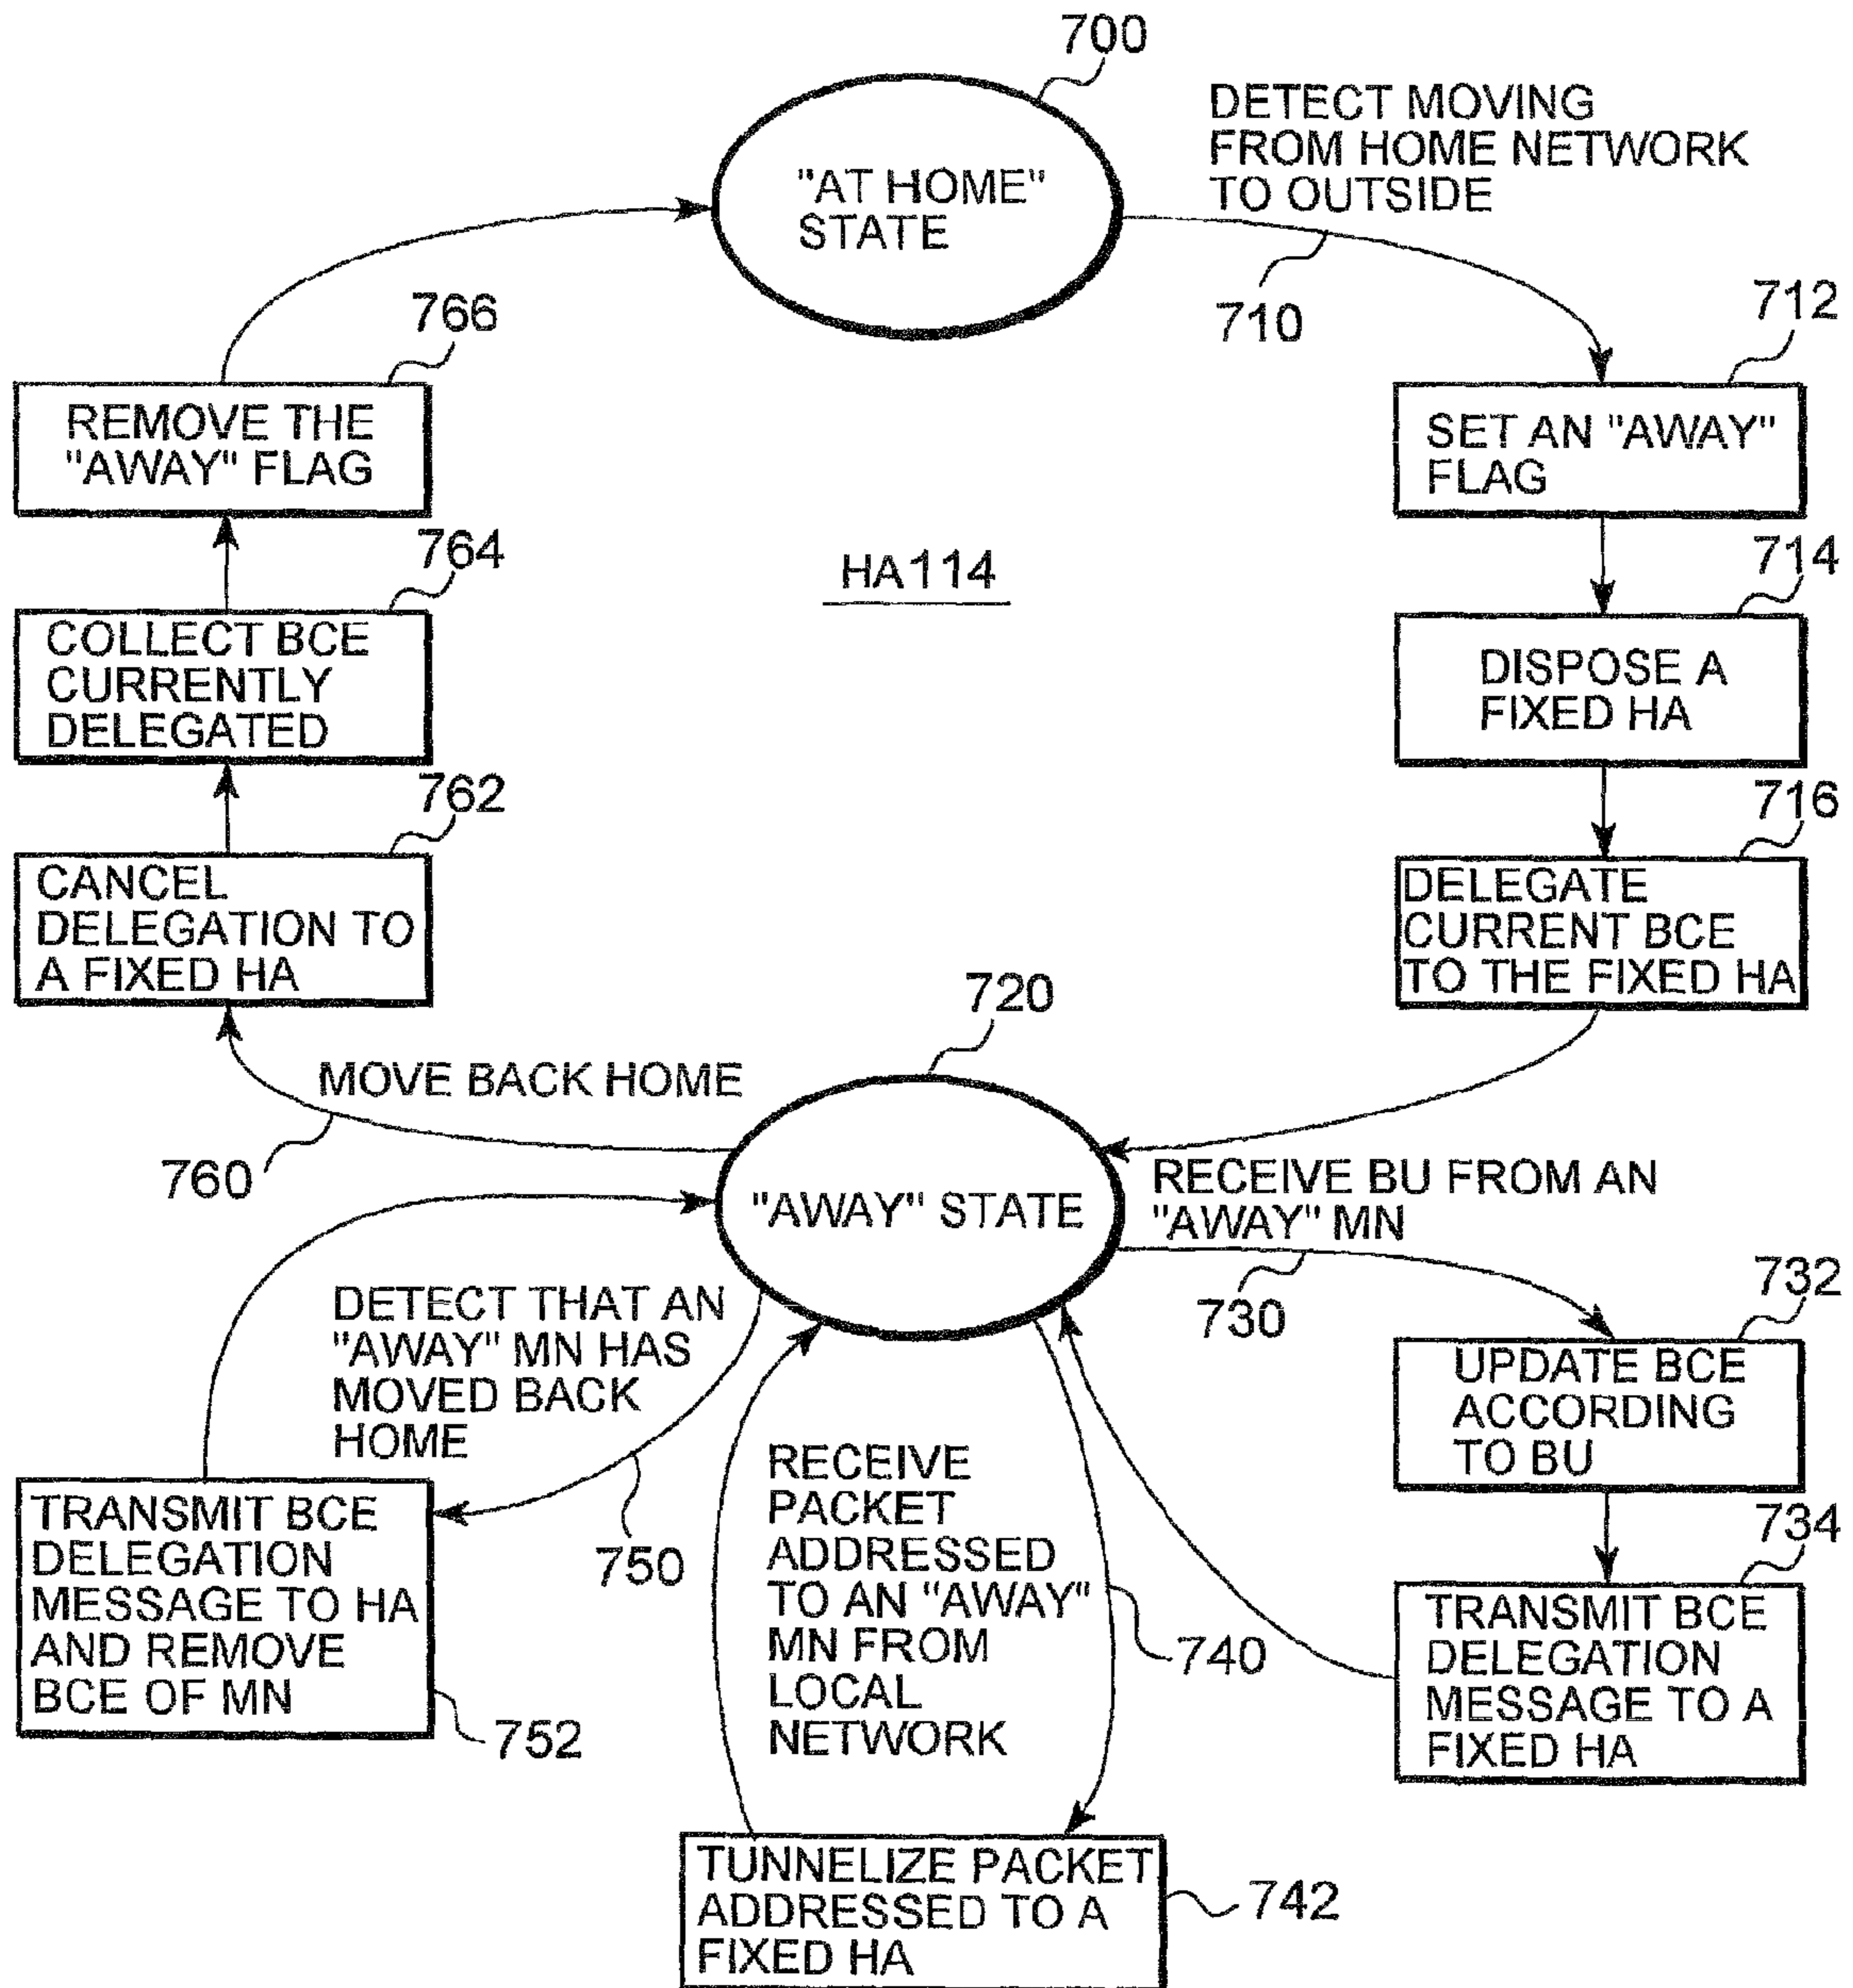 700
DETECT MOVING
FROM HOME NETWORK
TO OUTSIDE
"AT HOME"
STATE
710
712
766
REMOVE THE
"AWAY" FLAG
SET AN "AWAY"
FLAG
764
HA114
714
COLLECT BCE
CURRENTLY
DELEGATED
DISPOSE A
FIXED HA
762
716
CANCEL
DELEGATION TO
A FIXED HA
DELEGATE
CURRENT BCE
TO THE FIXED HA
720
MOVE BACK HOME
760
"AWAY" STATE
RECEIVE BU FROM AN
"AWAY" MN
730
732
DETECT THAT AN
"AWAY" MN HAS
MOVED BACK
HOME
UPDATE BCE
ACCORDING
TO BU
RECEIVE
PACKET
ADDRESSED
TO AN "AWAY"
MN FROM
LOCAL
NETWORK
750
740
734
TRANSMIT BCE
DELEGATION
MESSAGE TO HA
AND REMOVE
BCE OF MN
752
TRANSMIT BCE
DELEGATION
MESSAGE TO A
FIXED HA
TUNNELIZE PACKET
ADDRESSED TO A
FIXED HA
742